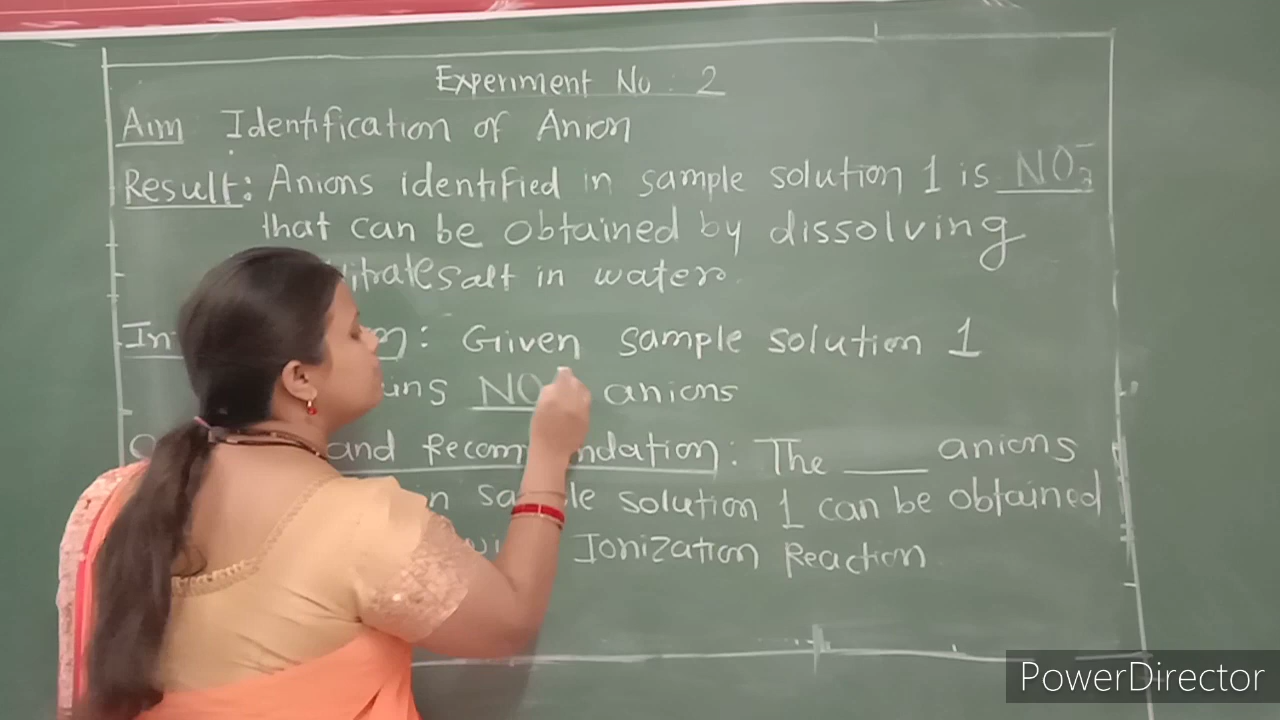 Experiment No : 2
Aim Identification of Anion
Result: Anions identified in sample solution 1 is NO₃⁻
that can be obtained by dissolving
salt in water.
: Given sample solution 1
NO anions
and Recommendation: The ___ anions
in sample solution 1 can be obtained
Ionization Reaction
PowerDirector